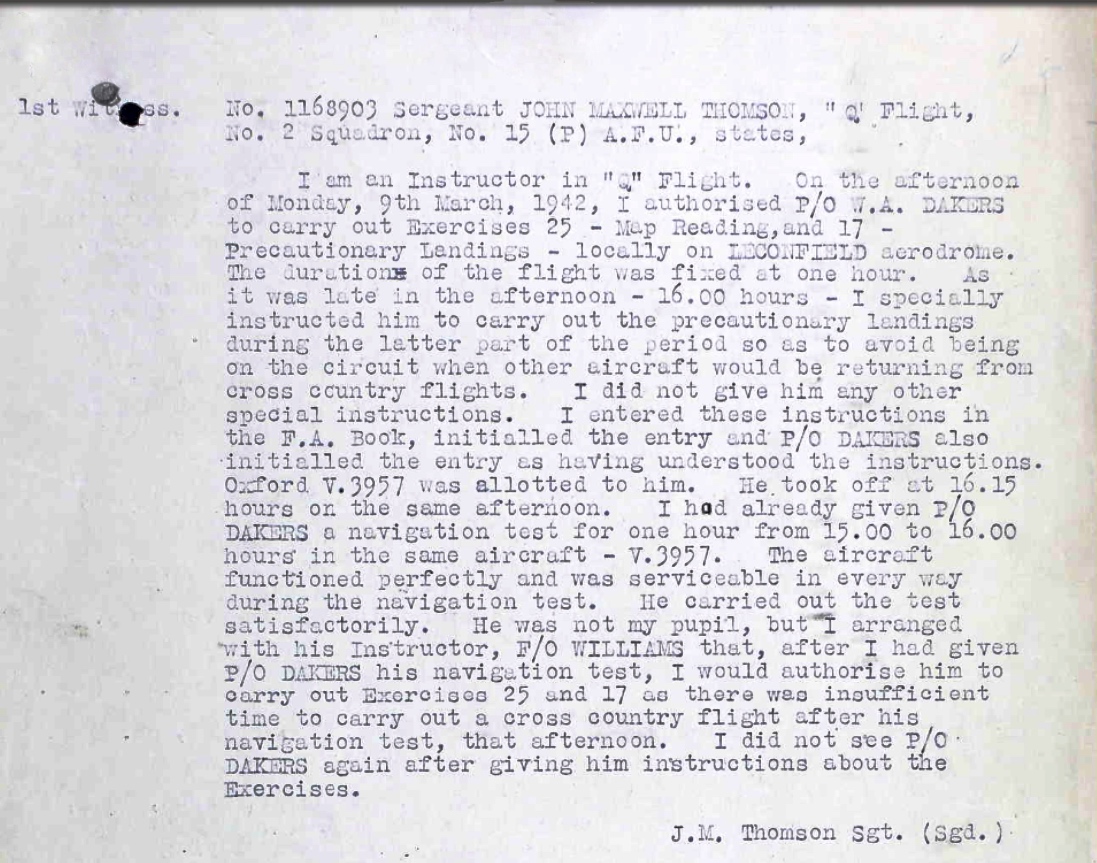 1st Witness. No. 1168903 Sergeant JOHN MAXWELL THOMSON, "Q' Flight,
No. 2 Squadron, No. 15 (P) A.F.U., states,
I am an Instructor in "Q" Flight. On the afternoon
of Monday, 9th March, 1942, I authorised P/O W.A. DAKERS
to carry out Exercises 25 - Map Reading,and 17 -
Precautionary Landings - locally on LECONFIELD aerodrome.
The duration of the flight was fixed at one hour. As
it was late in the afternoon - 16.00 hours - I specially
instructed him to carry out the precautionary landings
during the latter part of the period so as to avoid being
on the circuit when other aircraft would be returning from
cross country flights. I did not give him any other
special instructions. I entered these instructions in
the F.A. Book, initialled the entry and P/O DAKERS also
initialled the entry as having understood the instructions.
Oxford V.3957 was allotted to him. He took off at 16.15
hours on the same afternoon. I had already given P/O
DAKERS a navigation test for one hour from 15.00 to 16.00
hours in the same aircraft - V.3957. The aircraft
functioned perfectly and was serviceable in every way
during the navigation test. He carried out the test
satisfactorily. He was not my pupil, but I arranged
with his Instructor, F/O WILLIAMS that, after I had given
P/O DAKERS his navigation test, I would authorise him to
carry out Exercises 25 and 17 as there was insufficient
time to carry out a cross country flight after his
navigation test, that afternoon. I did not see P/O
DAKERS again after giving him instructions about the
Exercises.
J.M. Thomson Sgt. (Sgd.)